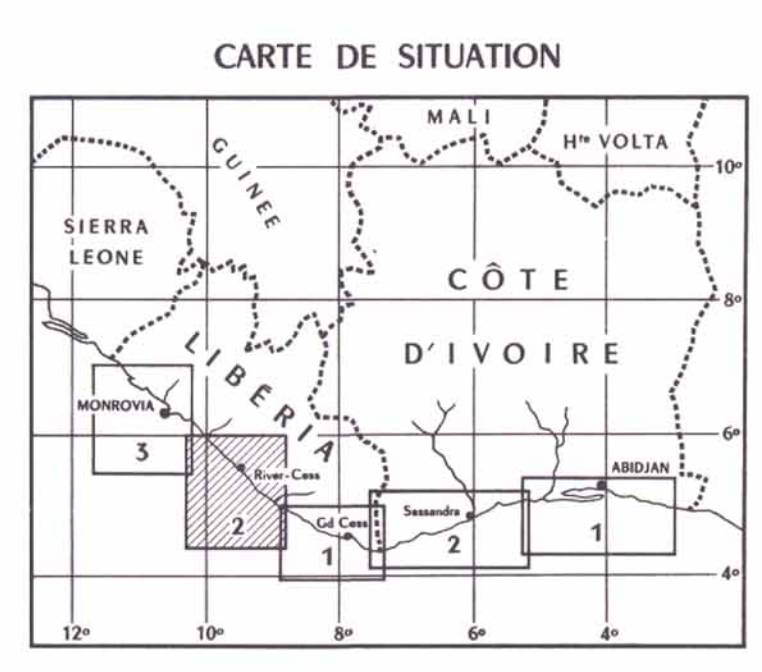 CARTE DE SITUATION
MALI
Hte VOLTA
10°
GUINEE
SIERRA
LEONE
CÔTE
8°
D'IVOIRE
LIBÉRIA
MONROVIA
6°
3
River-Cess
ABIDJAN
2
Gd Cess
Sassandra
1
2
1
4°
12°
10°
8°
6°
4°